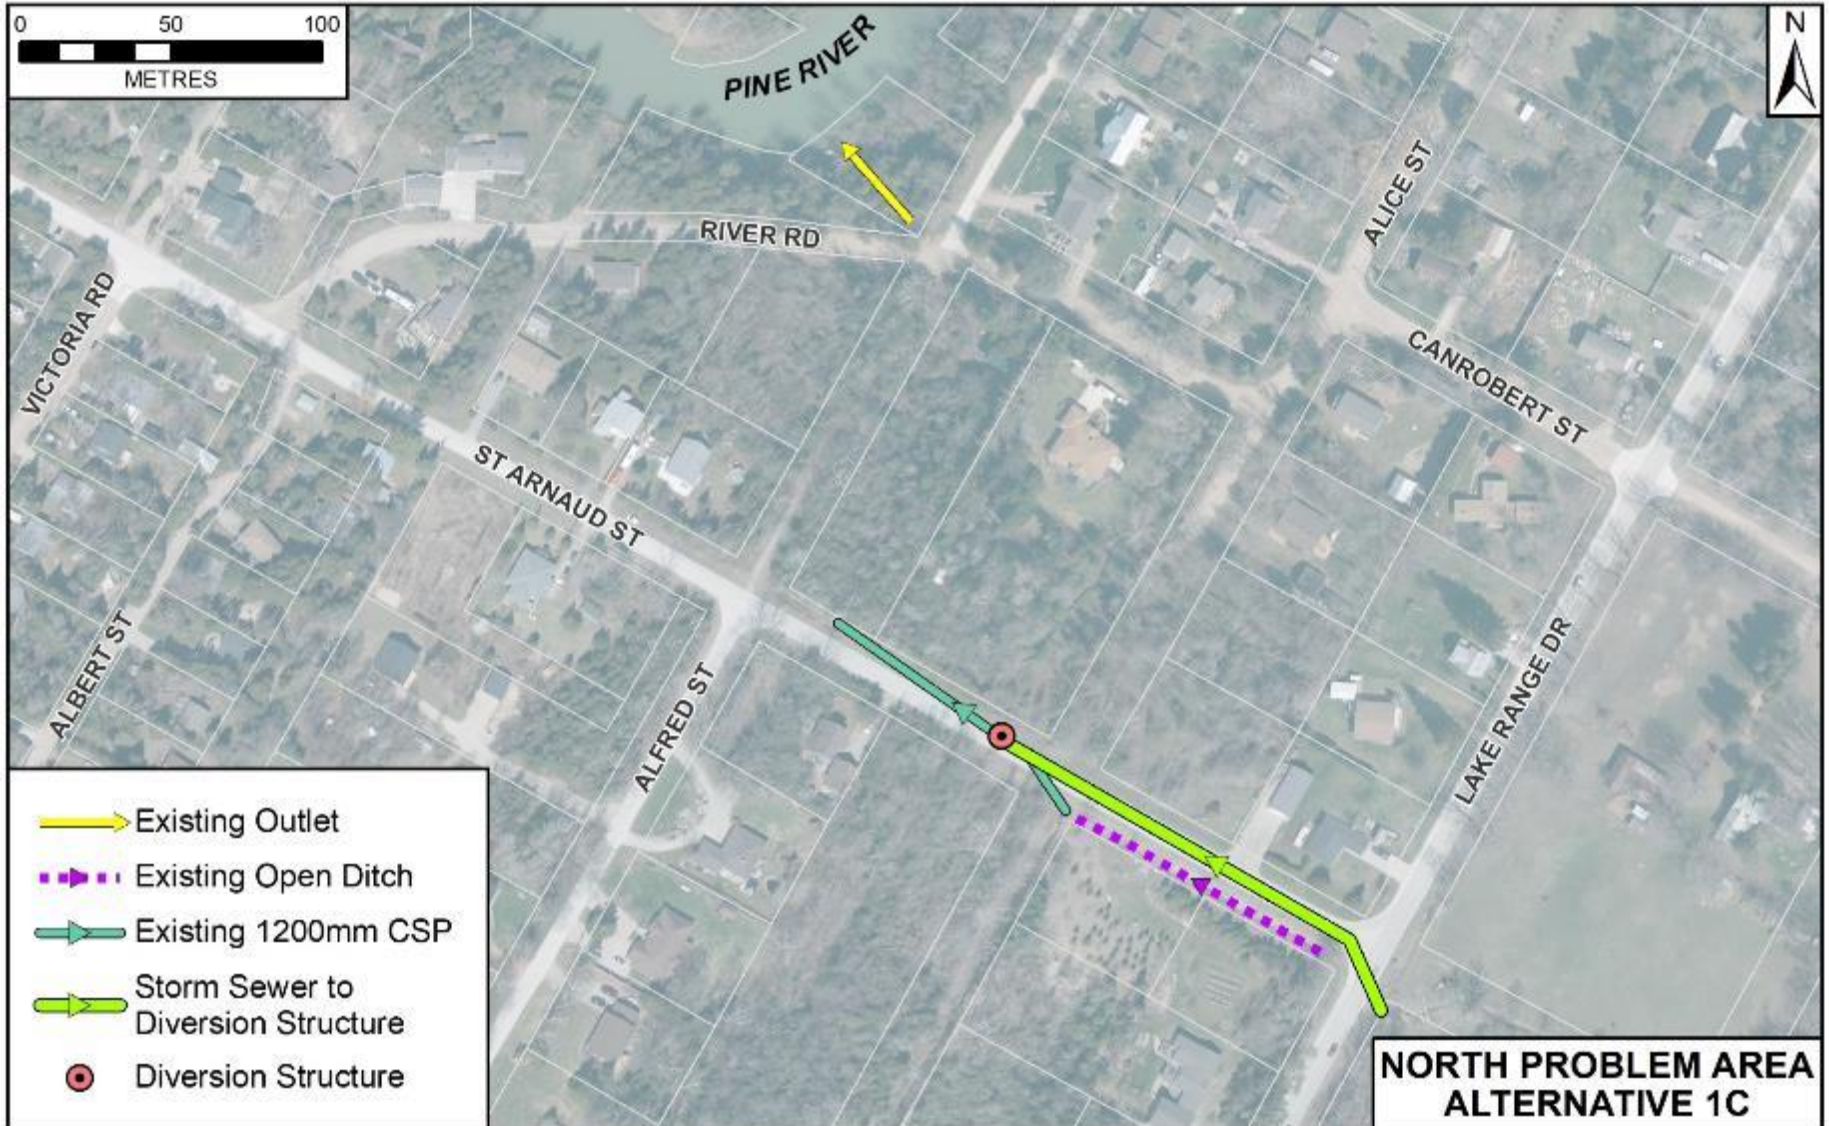 0 50 100
METRES
N
PINE RIVER
RIVER RD
ALICE ST
VICTORIA RD
CANROBERT ST
ST ARNAUD ST
ALBERT ST
ALFRED ST
LAKE RANGE DR
Existing Outlet
Existing Open Ditch
Existing 1200mm CSP
Storm Sewer to
Diversion Structure
Diversion Structure
NORTH PROBLEM AREA
ALTERNATIVE 1C